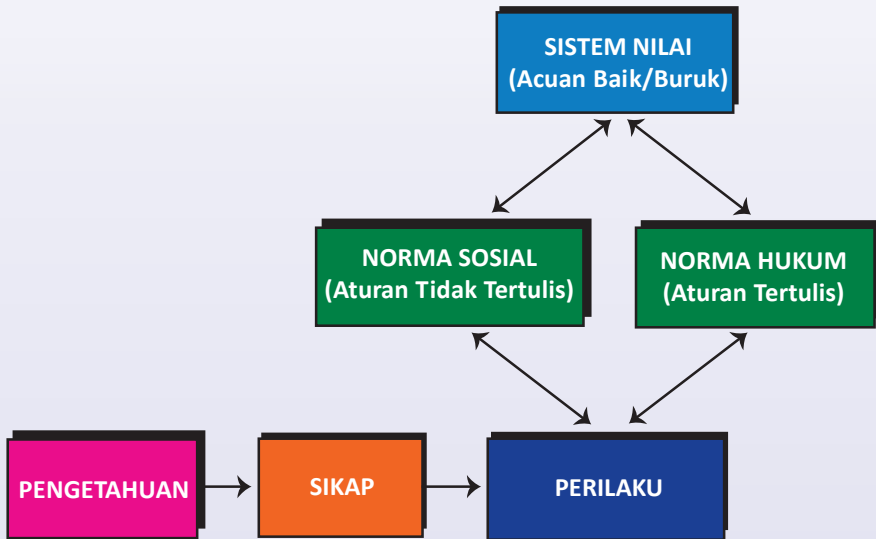 SISTEM NILAI
(Acuan Baik/Buruk)
NORMA SOSIAL
(Aturan Tidak Tertulis)
NORMA HUKUM
(Aturan Tertulis)
PENGETAHUAN
SIKAP
PERILAKU